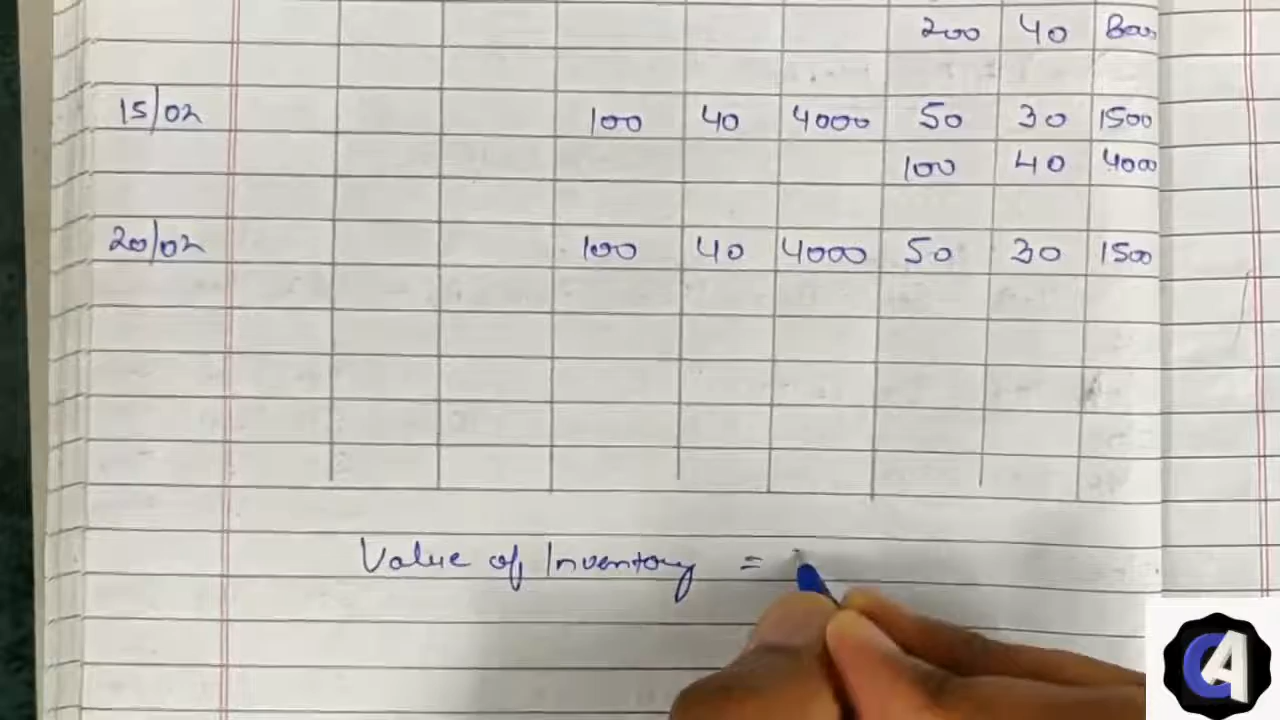 200 40
15/02 100 40 4000 50 30 1500
100 40 4000
20/02 100 40 4000 50 30 1500
Value of Inventory =
CA